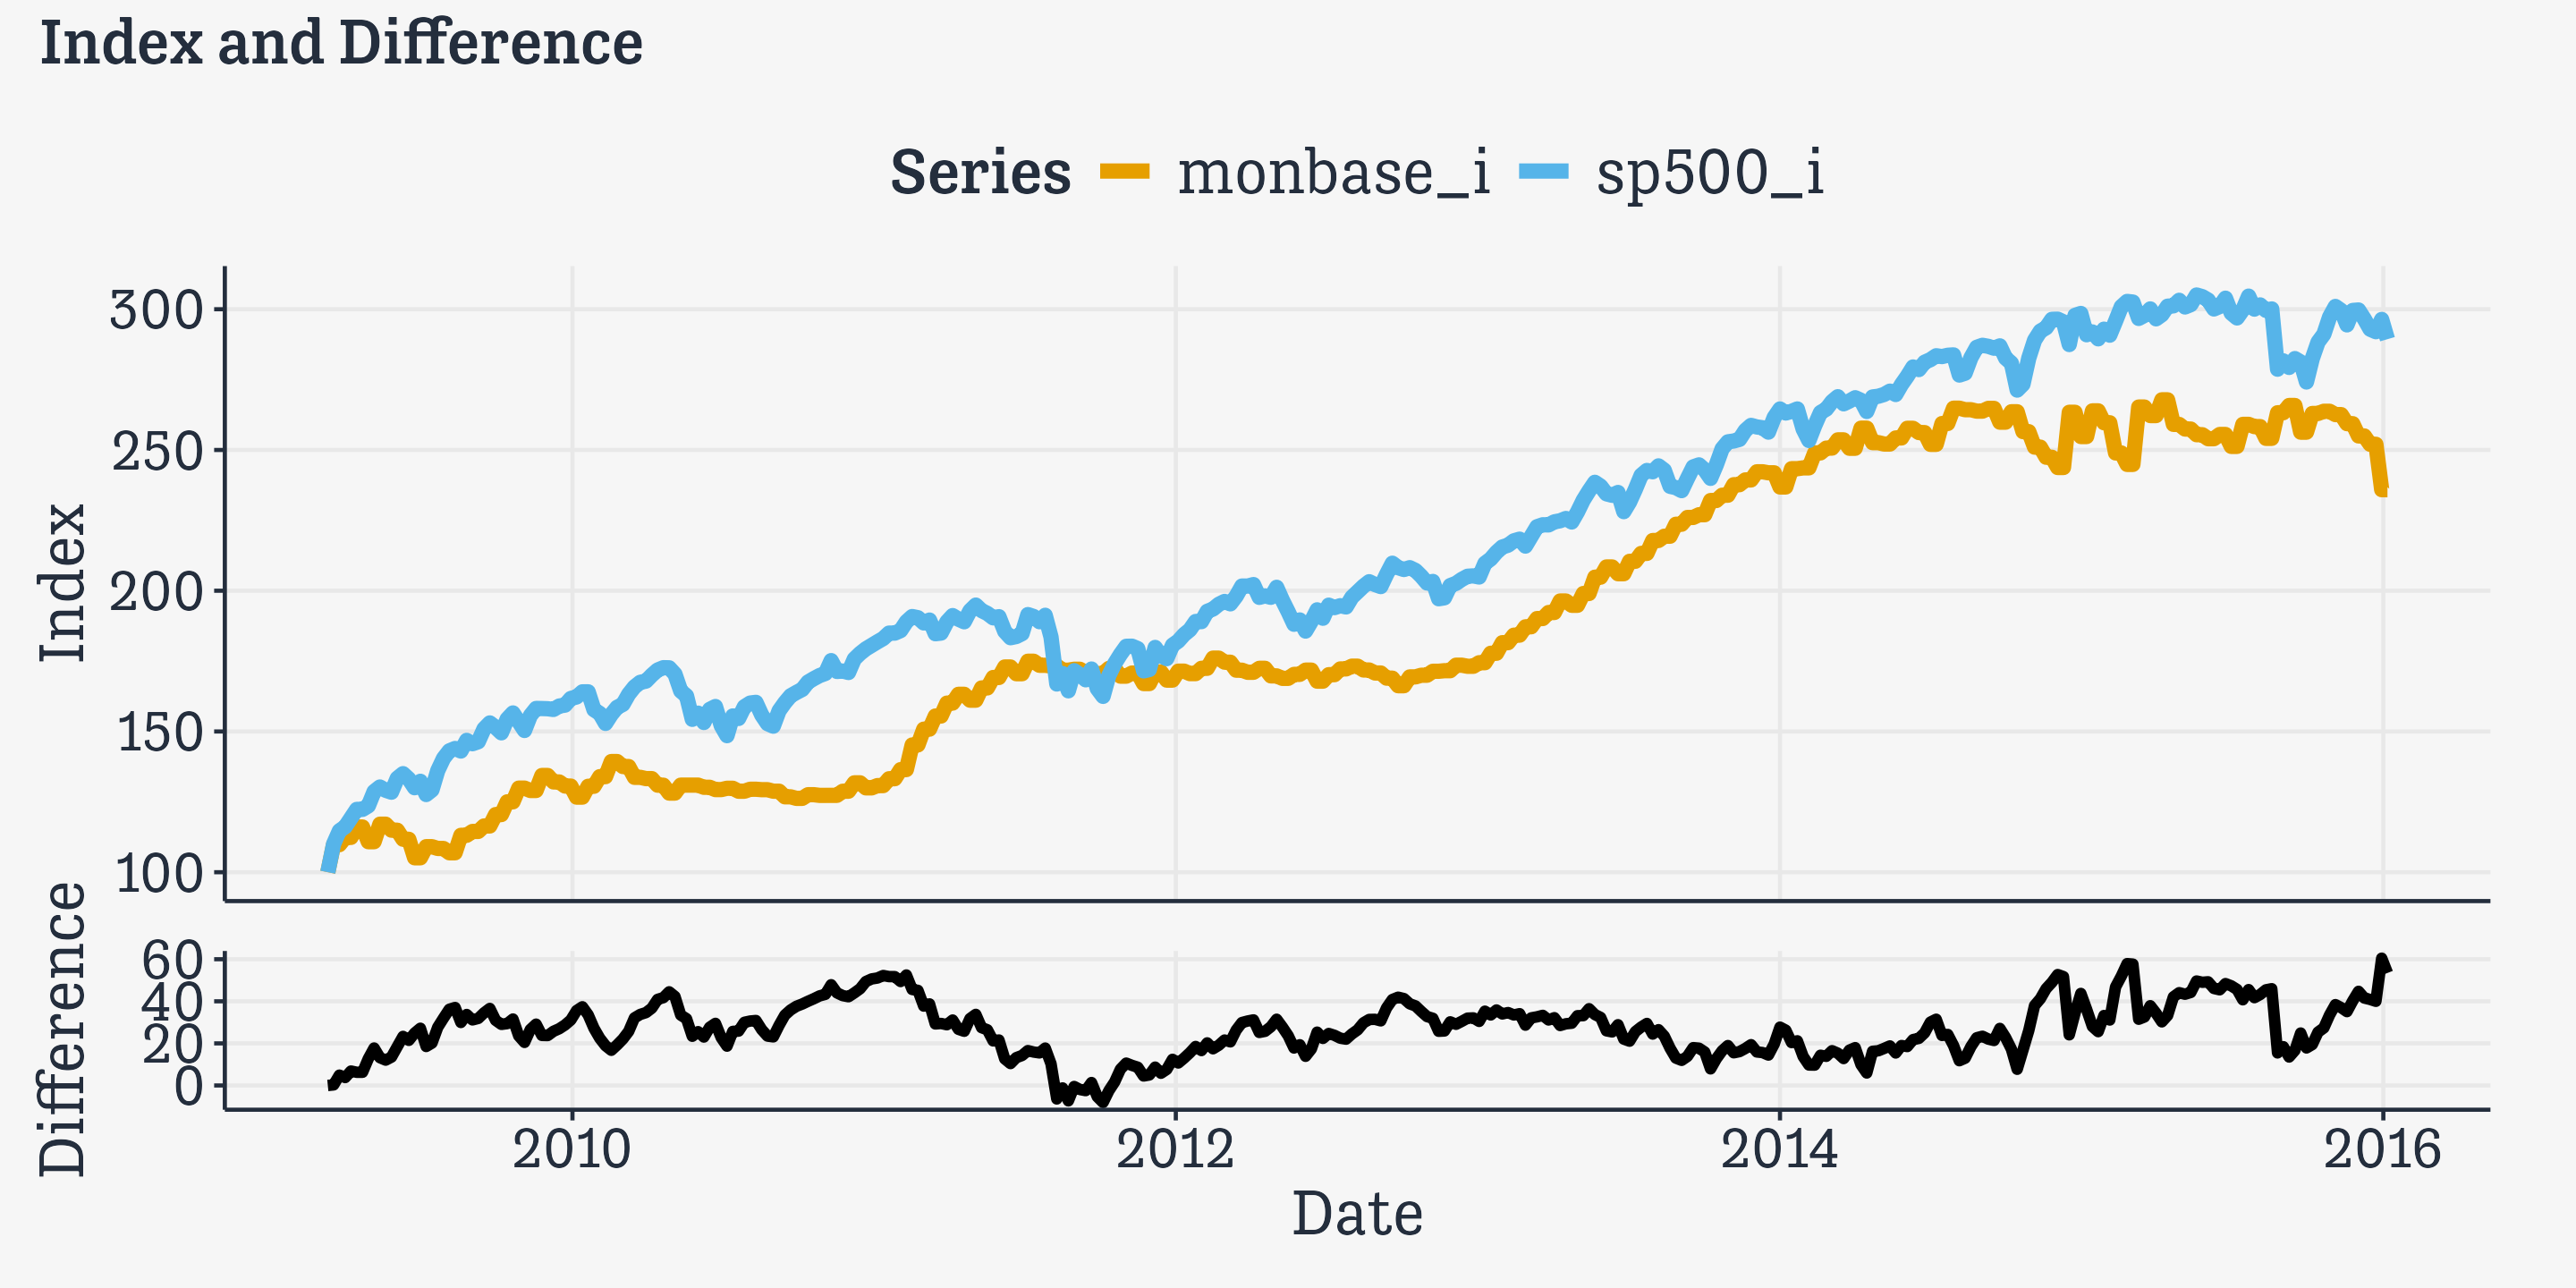 Index and Difference
Series monbase_i sp500_i
Index
300
250
200
150
100
Difference
60
40
20
0
2010 2012 2014 2016
Date